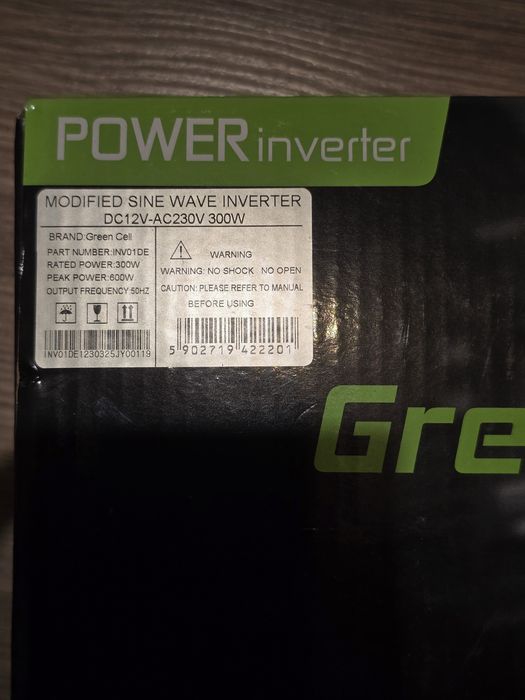 POWER inverter
MODIFIED SINE WAVE INVERTER
DC12V-AC230V 300W
BRAND:Green Cell
PART NUMBER:INV01DE
RATED POWER:300W
PEAK POWER:600W
OUTPUT FREQUENCY 50HZ
INV01DE1230325JY00119
WARNING
WARNING: NO SHOCK NO OPEN
CAUTION: PLEASE REFER TO MANUAL
BEFORE USING
5 902719 422201
Gre